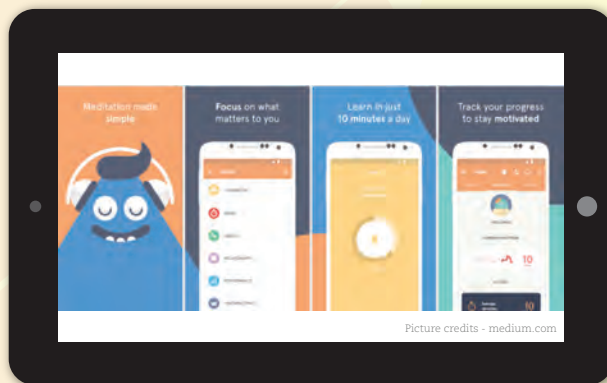 Meditation made
simple
Focus on what
matters to you
Learn in just
10 minutes a day
Track your progress
to stay motivated
10
10
Picture credits - medium.com